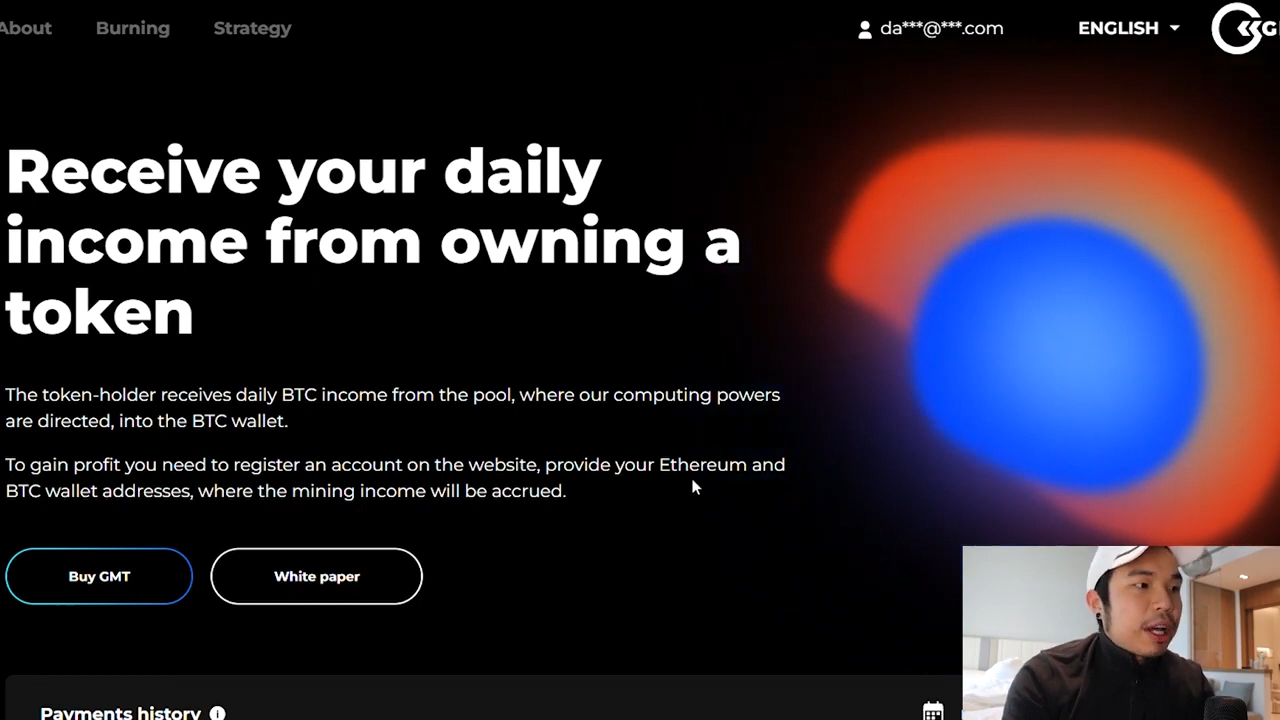 About Burning Strategy da***@***.com ENGLISH
Receive your daily
income from owning a
token
The token-holder receives daily BTC income from the pool, where our computing powers
are directed, into the BTC wallet.
To gain profit you need to register an account on the website, provide your Ethereum and
BTC wallet addresses, where the mining income will be accrued.
Buy GMT White paper
Payments history